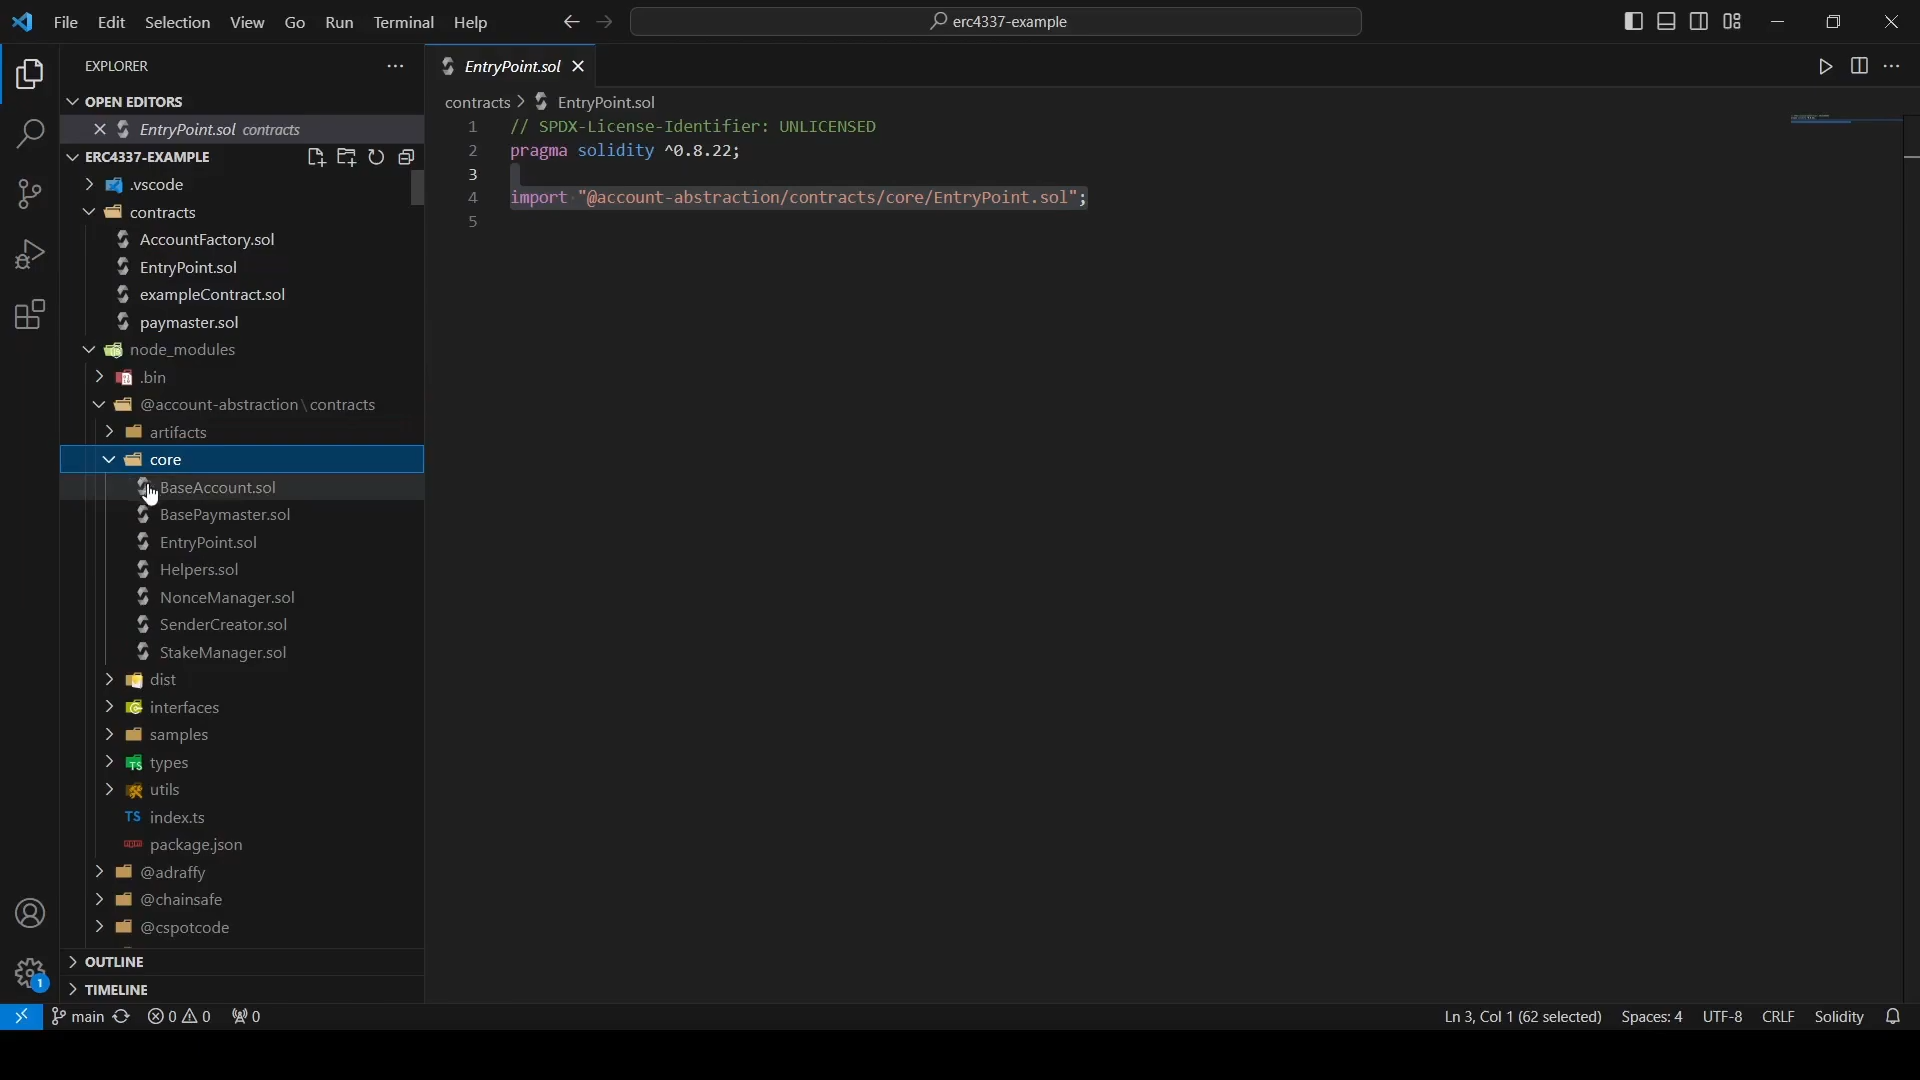 File Edit Selection View Go Run Terminal Help
erc4337-example
EXPLORER
OPEN EDITORS
EntryPoint.sol contracts
ERC4337-EXAMPLE
.vscode
contracts
AccountFactory.sol
EntryPoint.sol
exampleContract.sol
paymaster.sol
node_modules
.bin
@account-abstraction\contracts
artifacts
core
BaseAccount.sol
BasePaymaster.sol
EntryPoint.sol
Helpers.sol
NonceManager.sol
SenderCreator.sol
StakeManager.sol
dist
interfaces
samples
TS types
utils
TS index.ts
package.json
@adraffy
@chainsafe
@cspotcode
OUTLINE
TIMELINE
EntryPoint.sol
contracts > EntryPoint.sol
1 // SPDX-License-Identifier: UNLICENSED
2 pragma solidity ^0.8.22;
3
4 import "@account-abstraction/contracts/core/EntryPoint.sol";
5
1
main 0 0 0
Ln 3, Col 1 (62 selected) Spaces: 4 UTF-8 CRLF Solidity